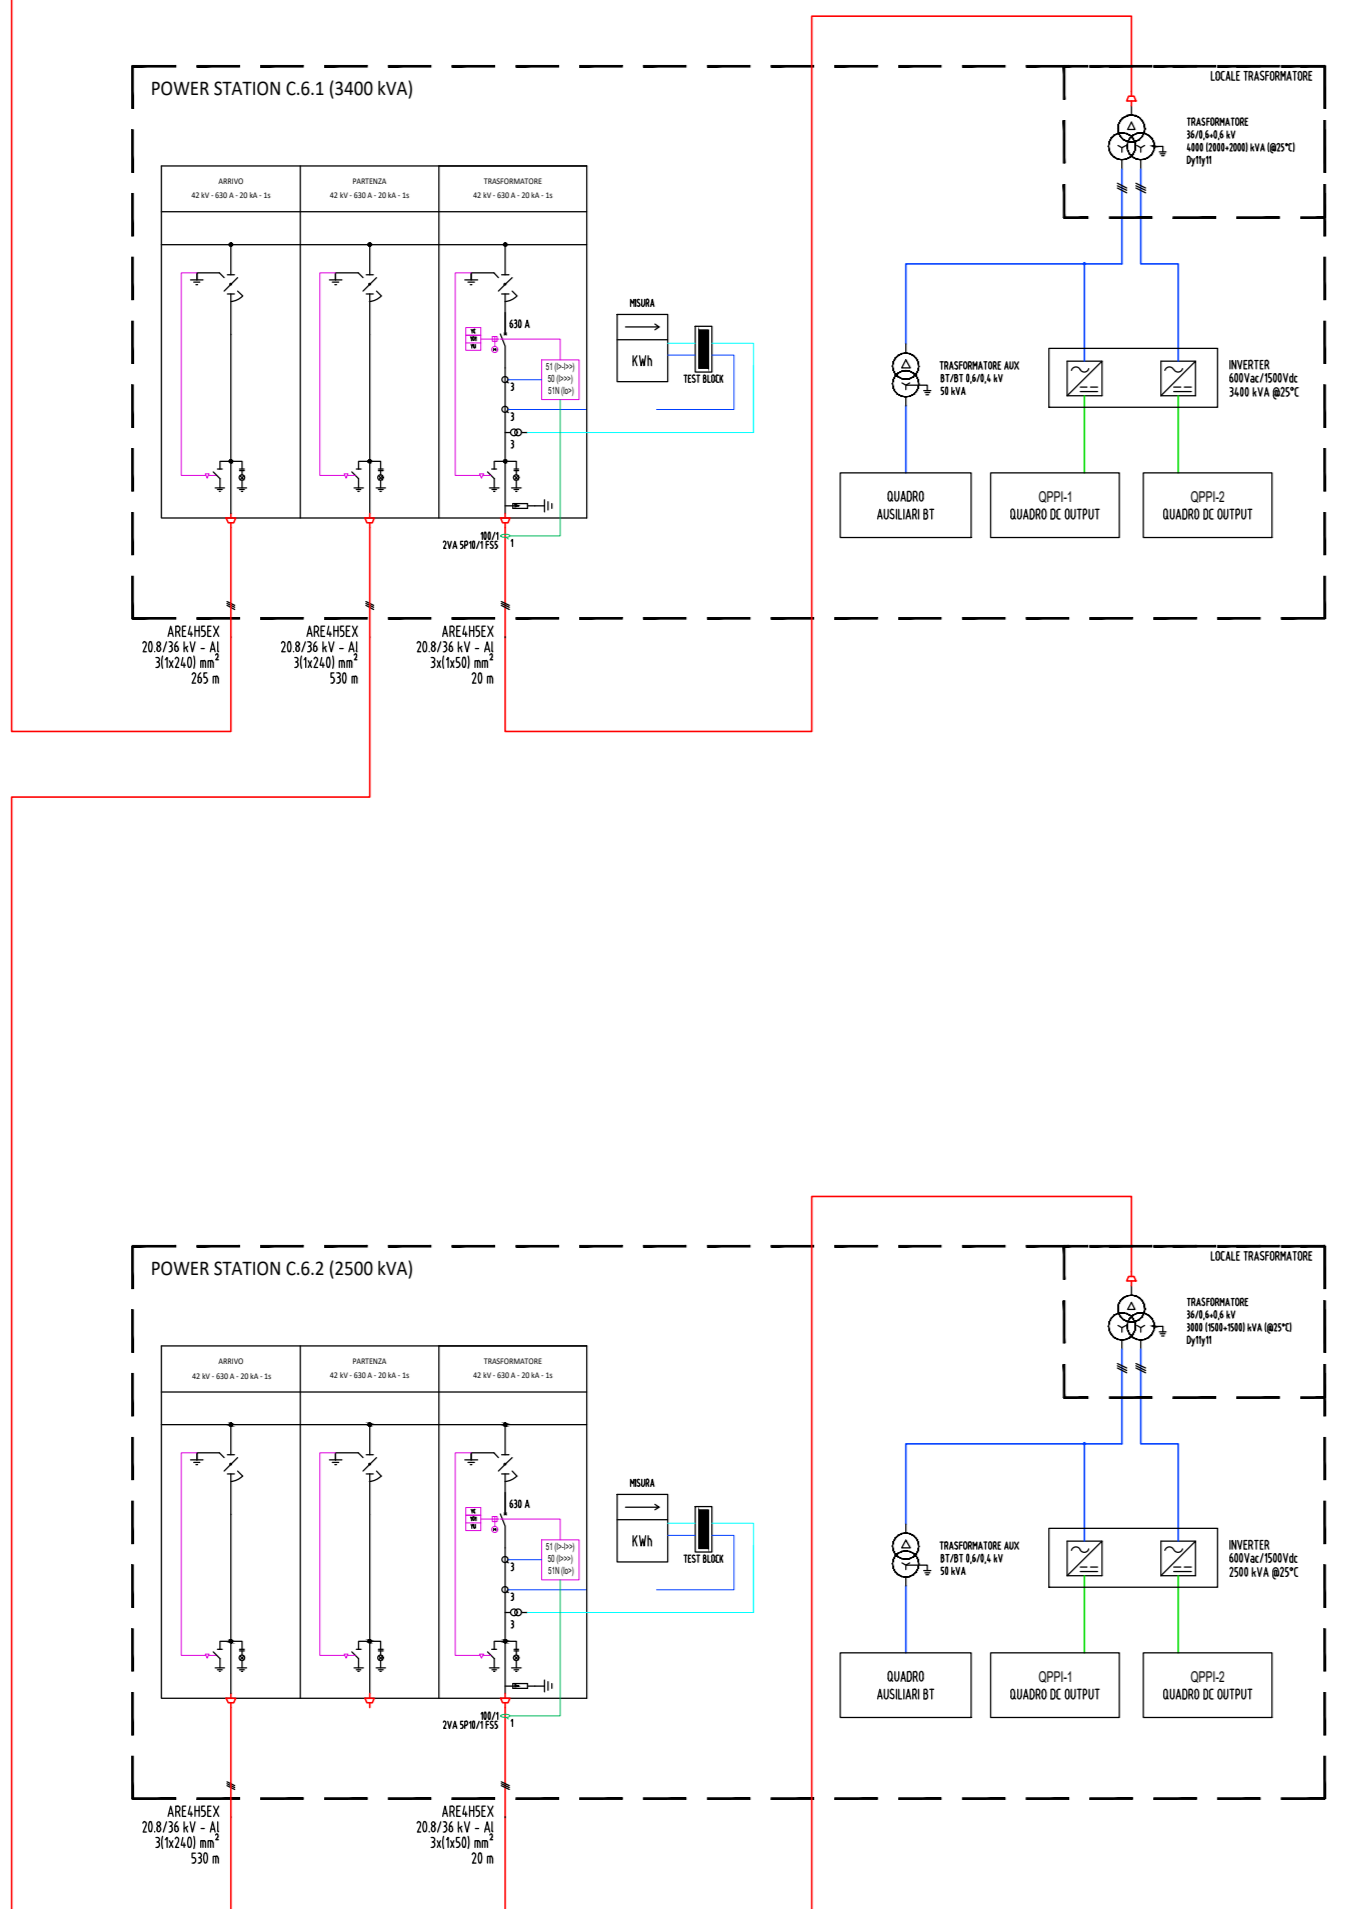 POWER STATION C.6.1 (3400 kVA)
LOCALE TRASFORMATORE
TRASFORMATORE
36/0,6+0,6 kV
4000 (2000+2000) kVA (@25°C)
Dy11y11
ARRIVO
42 kV - 630 A - 20 kA - 1s
PARTENZA
42 kV - 630 A - 20 kA - 1s
TRASFORMATORE
42 kV - 630 A - 20 kA - 1s
630 A
51 (I>-I>>)
50 (I>>>)
51N (Io>)
3
3
3
MISURA
KWh
TEST BLOCK
TRASFORMATORE AUX
BT/BT 0,6/0,4 kV
50 kVA
INVERTER
600Vac/1500Vdc
3400 kVA @25°C
QUADRO
AUSILIARI BT
QPPI-1
QUADRO DC OUTPUT
QPPI-2
QUADRO DC OUTPUT
100/1
2VA 5P10/1 FS5
1
ARE4H5EX
20.8/36 kV - Al
3(1x240) mm²
265 m
ARE4H5EX
20.8/36 kV - Al
3(1x240) mm²
530 m
ARE4H5EX
20.8/36 kV - Al
3x(1x50) mm²
20 m
POWER STATION C.6.2 (2500 kVA)
LOCALE TRASFORMATORE
TRASFORMATORE
36/0,6+0,6 kV
3000 (1500+1500) kVA (@25°C)
Dy11y11
ARRIVO
42 kV - 630 A - 20 kA - 1s
PARTENZA
42 kV - 630 A - 20 kA - 1s
TRASFORMATORE
42 kV - 630 A - 20 kA - 1s
630 A
51 (I>-I>>)
50 (I>>>)
51N (Io>)
3
3
3
MISURA
KWh
TEST BLOCK
TRASFORMATORE AUX
BT/BT 0,6/0,4 kV
50 kVA
INVERTER
600Vac/1500Vdc
2500 kVA @25°C
QUADRO
AUSILIARI BT
QPPI-1
QUADRO DC OUTPUT
QPPI-2
QUADRO DC OUTPUT
100/1
2VA 5P10/1 FS5
1
ARE4H5EX
20.8/36 kV - Al
3(1x240) mm²
530 m
ARE4H5EX
20.8/36 kV - Al
3x(1x50) mm²
20 m